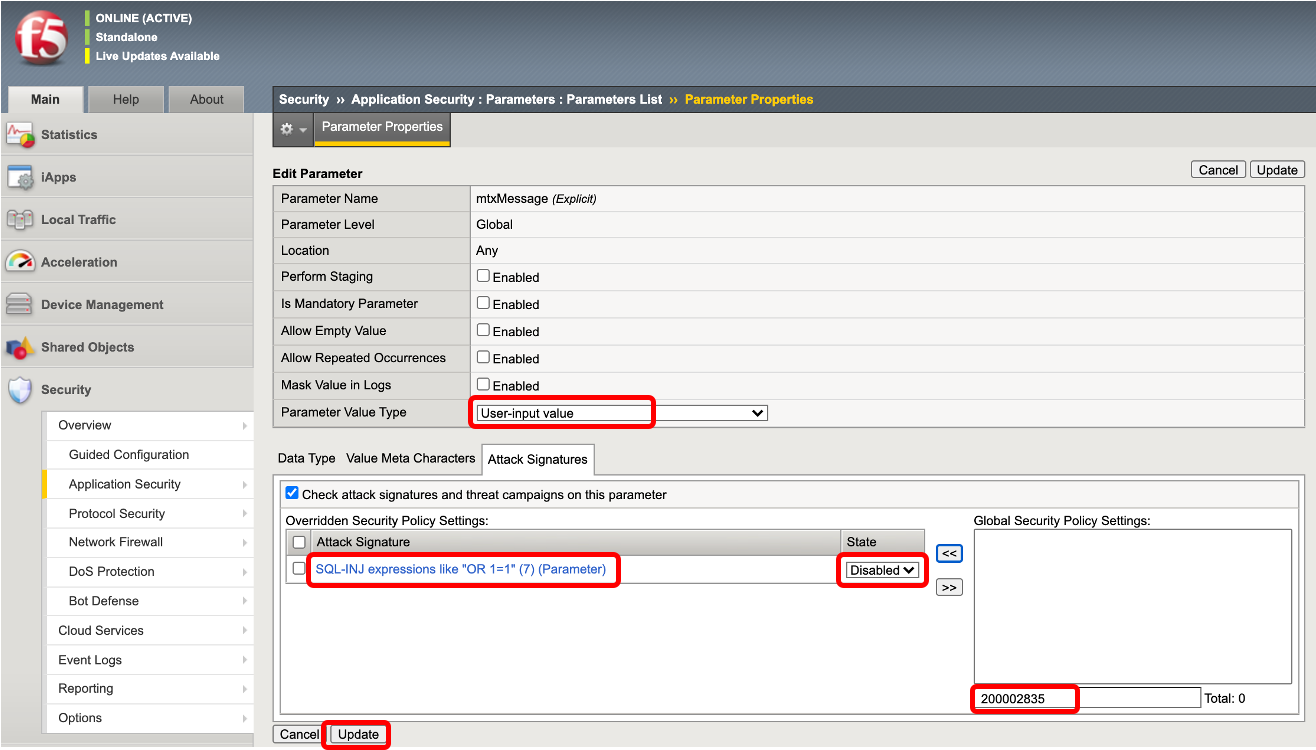 f5
ONLINE (ACTIVE)
Standalone
Live Updates Available
Main Help About
Security ›› Application Security : Parameters : Parameters List ›› Parameter Properties
Parameter Properties
Statistics
iApps
Local Traffic
Acceleration
Device Management
Shared Objects
Security
Overview
Guided Configuration
Application Security
Protocol Security
Network Firewall
DoS Protection
Bot Defense
Cloud Services
Event Logs
Reporting
Options
Edit Parameter
Cancel Update
Parameter Name mtxMessage (Explicit)
Parameter Level Global
Location Any
Perform Staging Enabled
Is Mandatory Parameter Enabled
Allow Empty Value Enabled
Allow Repeated Occurrences Enabled
Mask Value in Logs Enabled
Parameter Value Type User-input value
Data Type Value Meta Characters Attack Signatures
Check attack signatures and threat campaigns on this parameter
Overridden Security Policy Settings:
Attack Signature State
SQL-INJ expressions like "OR 1=1" (7) (Parameter) Disabled
<<
>>
Global Security Policy Settings:
200002835 Total: 0
Cancel Update